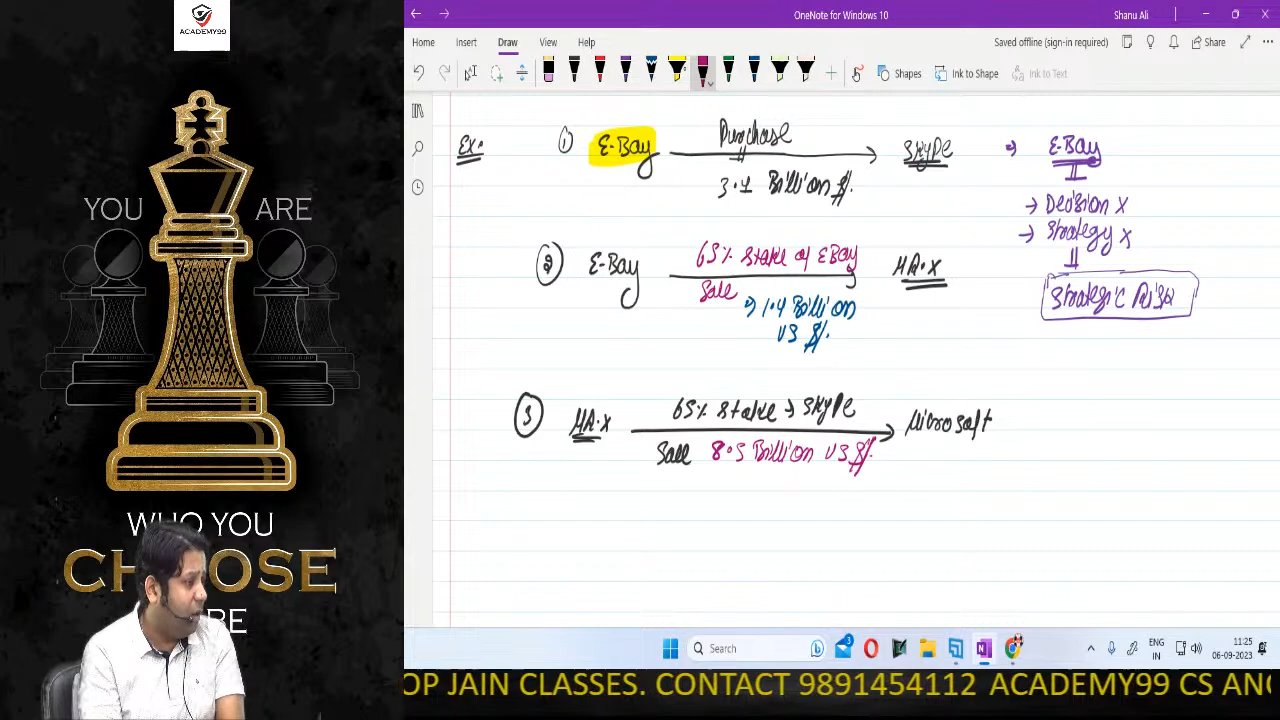 ACADEMY99
YOU ARE
WHO YOU
CH OSE
BE
OneNote for Windows 10
Shanu Ali
Home Insert Draw View Help
Saved offline (sign-in required)
Share
Shapes
Ink to Shape
Ink to Text
Ex:
1) E-Bay Purchase SkyPe
3.1 Billion $
⇒ E-Bay
→ Decision x
→ Strategy x
Strategic Risk
2 E-Bay 65% Stake of EBay
Sale
⇒ 1.4 Billion
US $
3 65% Stake → SkyPe Microsoft
Sale 8.5 Billion US $
Search
3
ENG
IN
11:25
06-09-2023
OP JAIN CLASSES. CONTACT 9891454112 ACADEMY99 CS AN